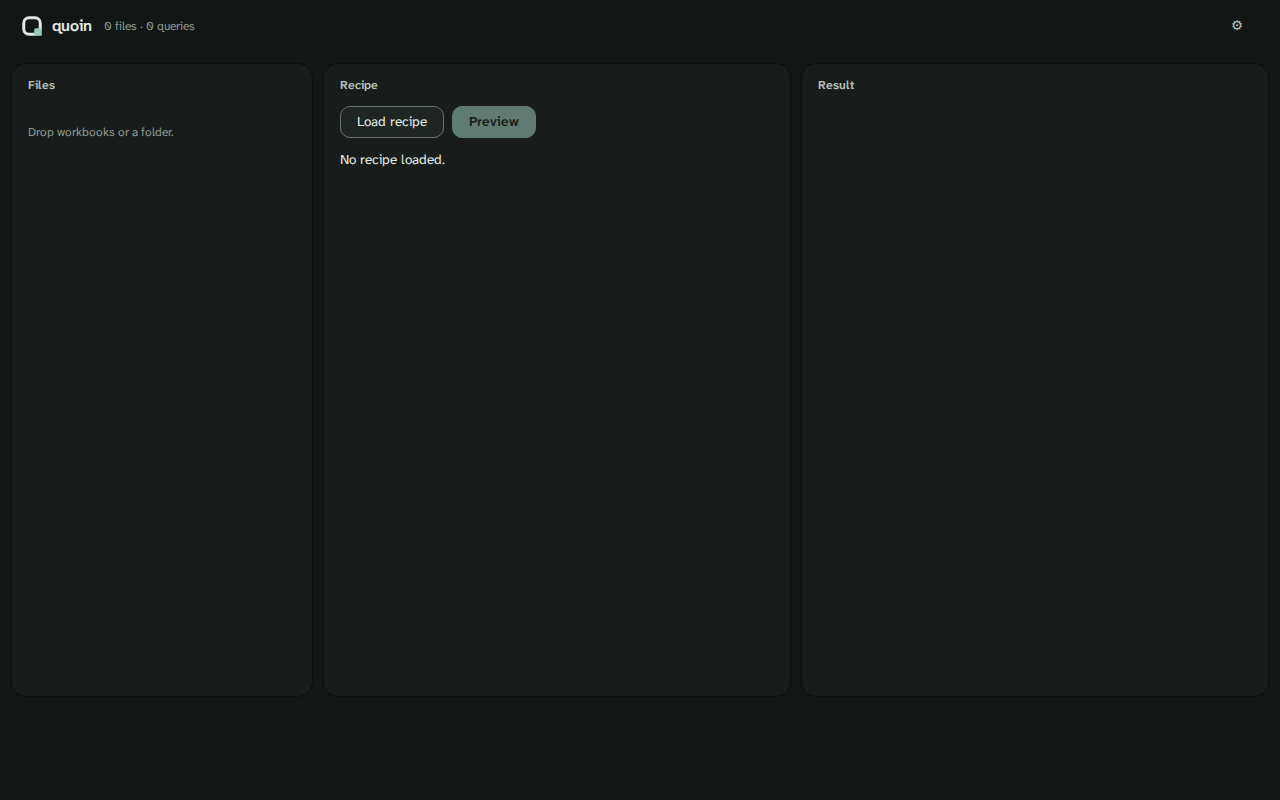 quoin 0 files · 0 queries
Files
Drop workbooks or a folder.
Recipe
Load recipe Preview
No recipe loaded.
Result